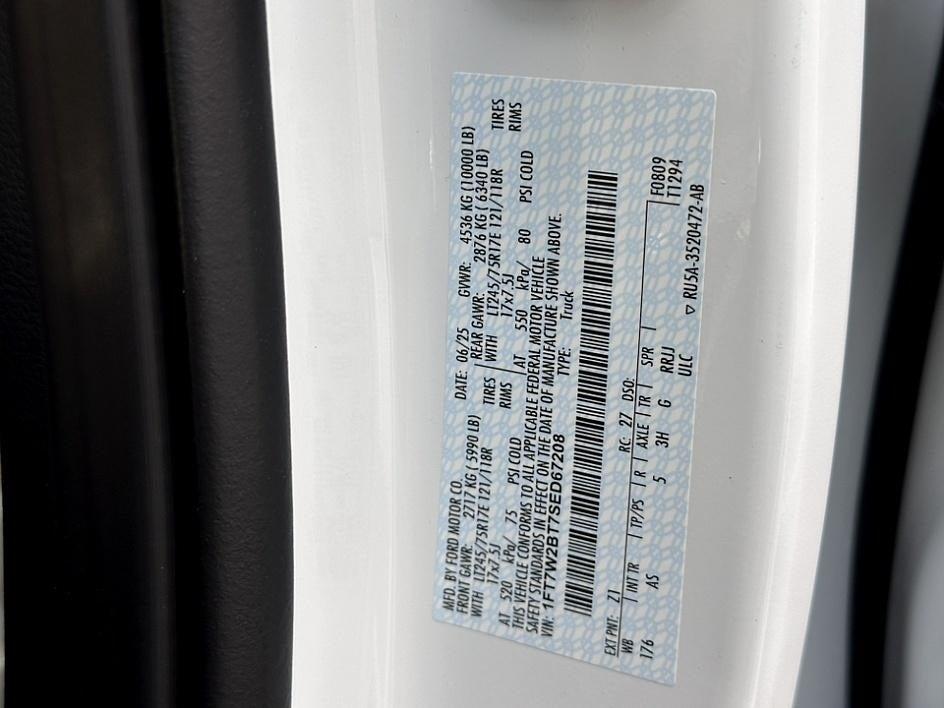 MFD. BY FORD MOTOR CO.
DATE: 06/25 GVWR: 4536 KG (10000 LB)
FRONT GAWR: 2717 KG ( 5990 LB) REAR GAWR: 2876 KG ( 6340 LB)
WITH LT245/75R17E 121/118R TIRES WITH LT245/75R17E 121/118R TIRES
17x7.5J RIMS 17x7.5J RIMS
AT 520 kPa/ 75 PSI COLD AT 550 kPa/ 80 PSI COLD
THIS VEHICLE CONFORMS TO ALL APPLICABLE FEDERAL MOTOR VEHICLE
SAFETY STANDARDS IN EFFECT ON THE DATE OF MANUFACTURE SHOWN ABOVE.
VIN: 1FT7W2BT7SED67208 TYPE: Truck
EXT PNT: Z1 RC: 27 DSO: F0809
WB INT TR TP/PS R AXLE TR SPR T1294
176 AS 5 3H G RRJJ
ULC ▽ RU5A-3520472-AB